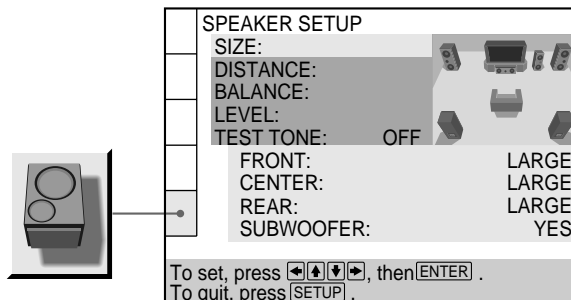 SPEAKER SETUP
SIZE:
DISTANCE:
BALANCE:
LEVEL:
TEST TONE: OFF
FRONT: LARGE
CENTER: LARGE
REAR: LARGE
SUBWOOFER: YES
To set, press ←↑↓→, then ENTER .
To quit, press SETUP .